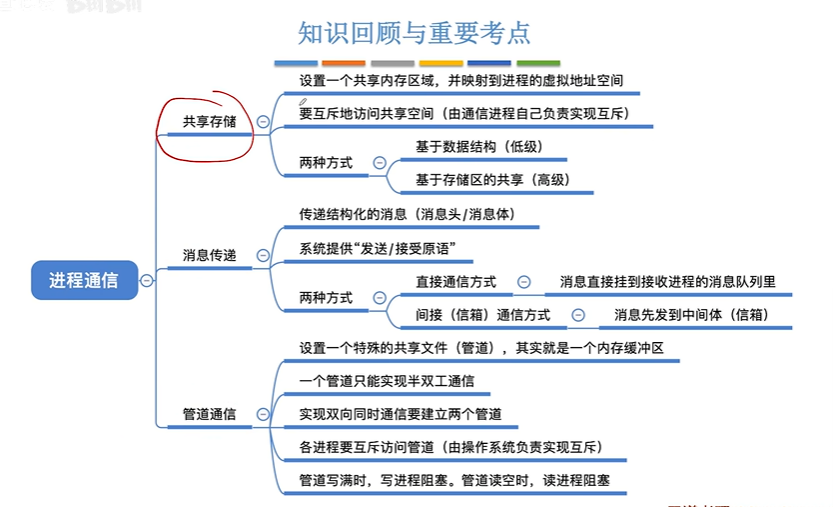 知识回顾与重要考点
设置一个共享内存区域，并映射到进程的虚拟地址空间
共享存储
要互斥地访问共享空间（由通信进程自己负责实现互斥）
两种方式
基于数据结构（低级）
基于存储区的共享（高级）
进程通信
传递结构化的消息（消息头/消息体）
消息传递
系统提供“发送/接受原语”
两种方式
直接通信方式
消息直接挂到接收进程的消息队列里
间接（信箱）通信方式
消息先发到中间体（信箱）
设置一个特殊的共享文件（管道），其实就是一个内存缓冲区
一个管道只能实现半双工通信
管道通信
实现双向同时通信要建立两个管道
各进程要互斥访问管道（由操作系统负责实现互斥）
管道写满时，写进程阻塞。管道读空时，读进程阻塞